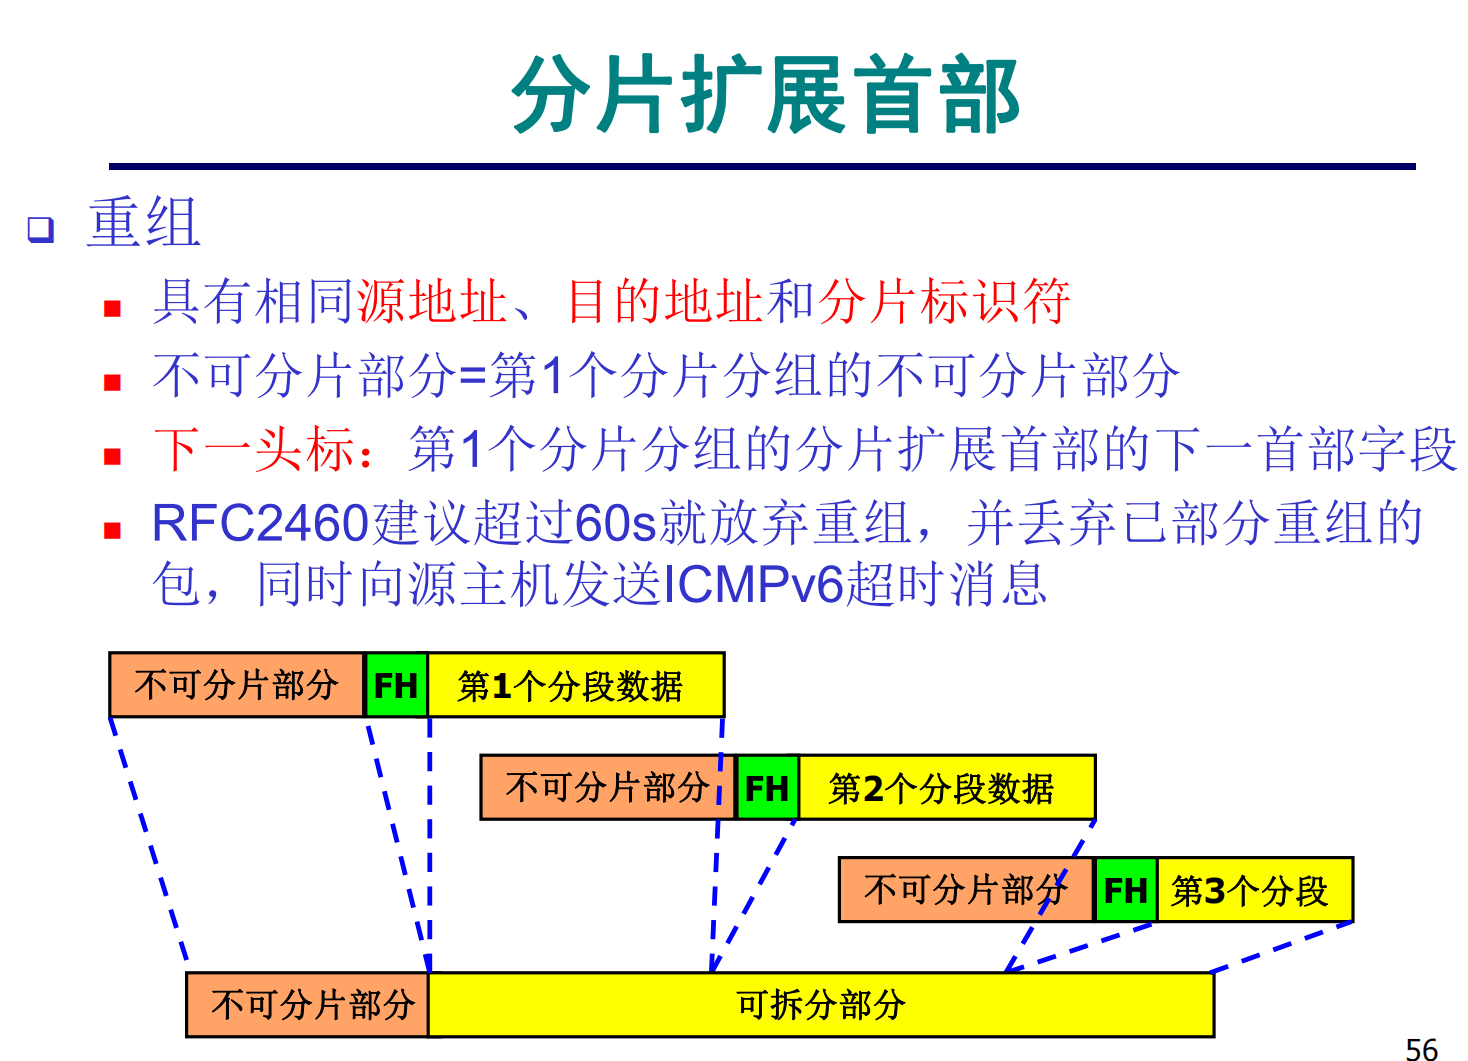 分片扩展首部
重组
具有相同源地址、目的地址和分片标识符
不可分片部分=第1个分片分组的不可分片部分
下一头标：第1个分片分组的分片扩展首部的下一首部字段
RFC2460建议超过60s就放弃重组，并丢弃已部分重组的
包，同时向源主机发送ICMPv6超时消息
不可分片部分 FH 第1个分段数据
不可分片部分 FH 第2个分段数据
不可分片部分 FH 第3个分段
不可分片部分 可拆分部分
56